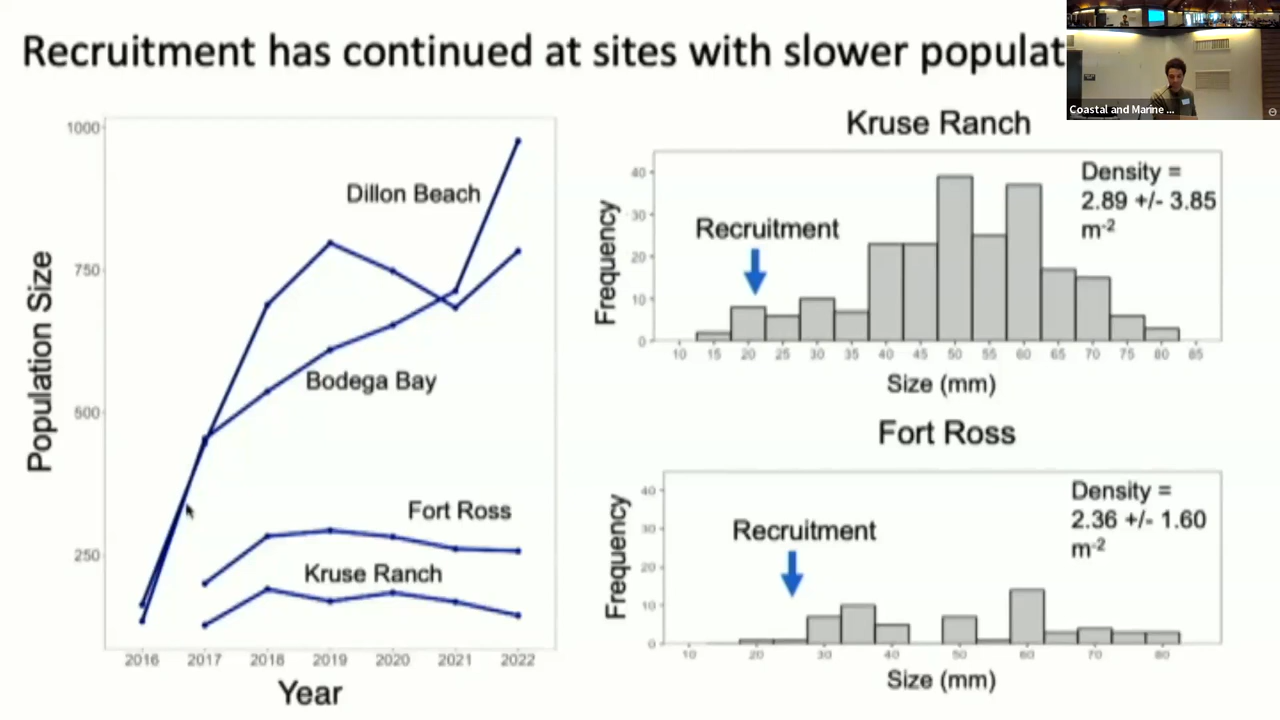 Recruitment has continued at sites with slower populat
Coastal and Marine ...
Population Size
1000
750
500
250
Dillon Beach
Bodega Bay
Fort Ross
Kruse Ranch
2016 2017 2018 2019 2020 2021 2022
Year
Kruse Ranch
Frequency
40
30
20
10
0
Recruitment
Density =
2.89 +/- 3.85
m-2
10 15 20 25 30 35 40 45 50 55 60 65 70 75 80 85
Size (mm)
Fort Ross
Frequency
40
30
20
10
0
Recruitment
Density =
2.36 +/- 1.60
m-2
10 20 30 40 50 60 70 80
Size (mm)